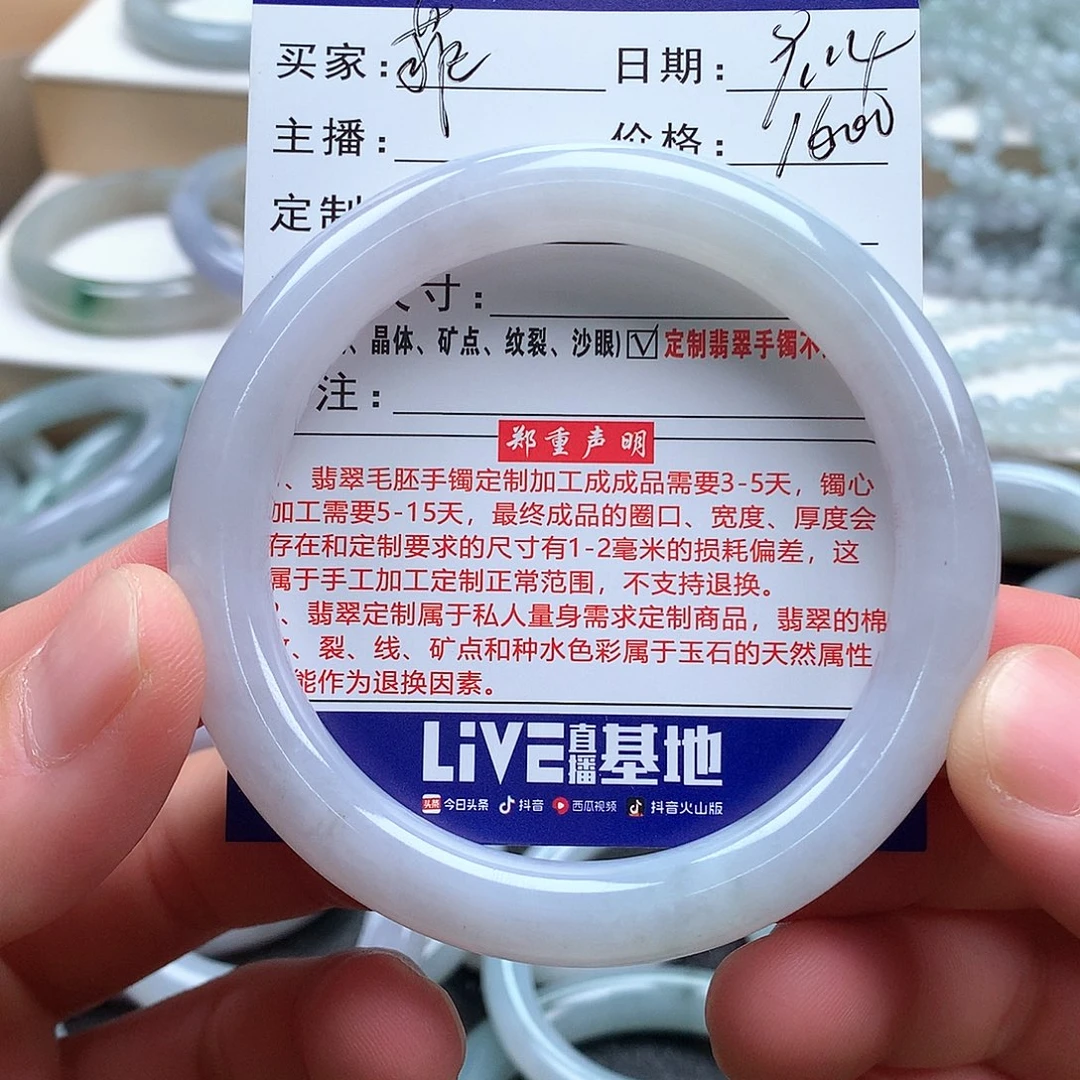 买家：菲 日期：
主播： 价格：1600
定制
寸：
、晶体、矿点、纹裂、沙眼)☑定制翡翠手镯不
注：
郑重声明
、翡翠毛胚手镯定制加工成成品需要3-5天，镯心
加工需要5-15天，最终成品的圈口、宽度、厚度会
存在和定制要求的尺寸有1-2毫米的损耗偏差，这
属于手工加工定制正常范围，不支持退换。
、翡翠定制属于私人量身需求定制商品，翡翠的棉
、裂、线、矿点和种水色彩属于玉石的天然属性
能作为退换因素。
LiVE直播基地
头条 今日头条 抖音 西瓜视频 抖音火山版